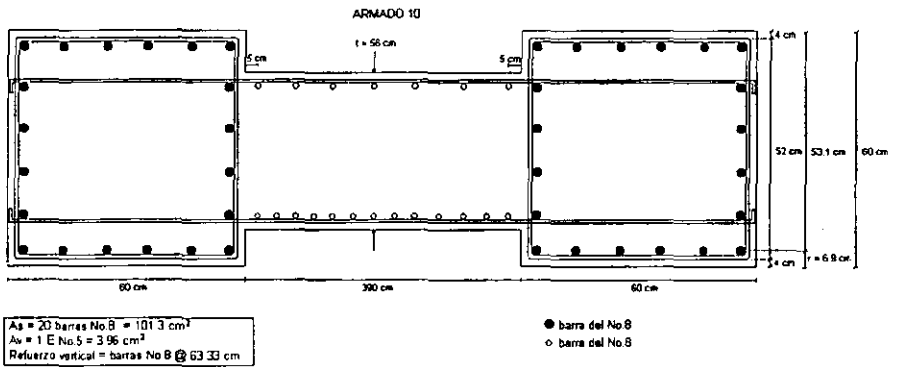 ARMADO 10
t = 56 cm
5 cm
5 cm
4 cm
52 cm
53.1 cm
60 cm
4 cm
r = 6.9 cm
60 cm
390 cm
60 cm
As = 20 barras No.8 = 101.3 cm²
Av = 1 E No.5 = 3.96 cm²
Refuerzo vertical = barras No.8 @ 63.33 cm
barra del No.8
barra del No.8